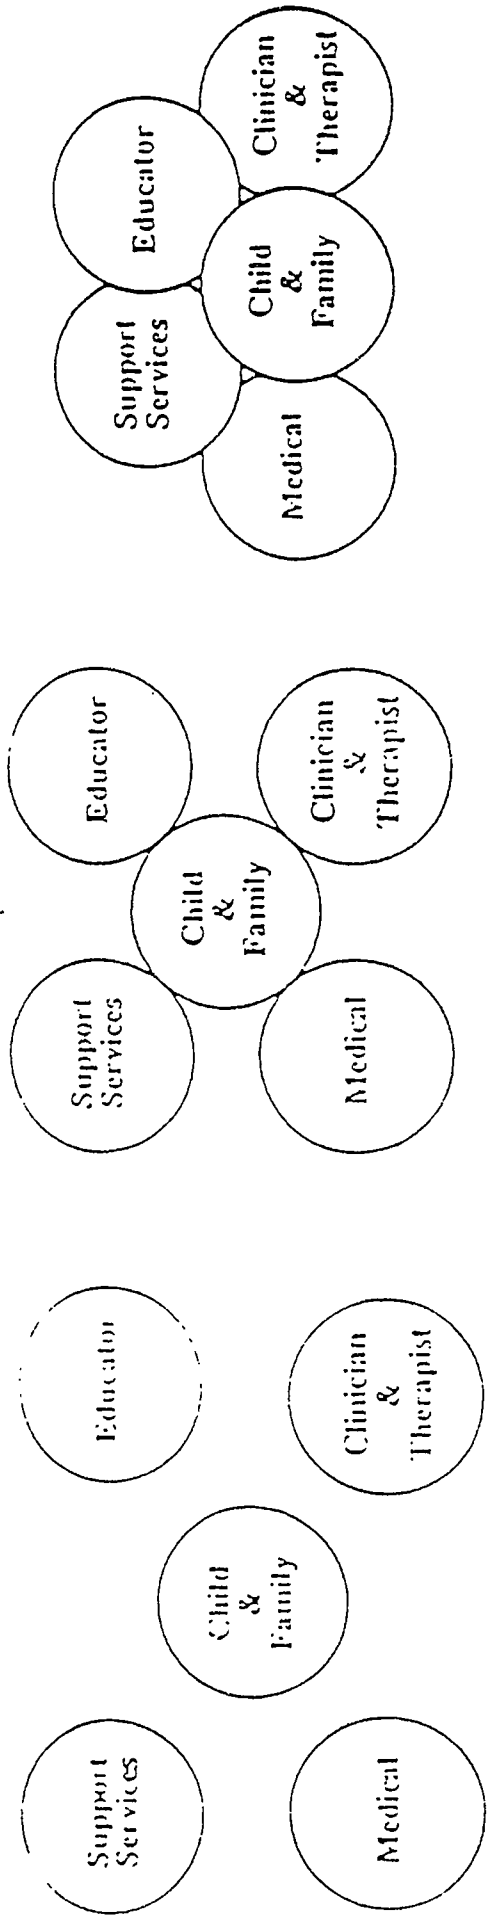 Support
Services
Educator
Child
&
Family
Medical
Clinician
&
Therapist
Support
Services
Educator
Child
&
Family
Medical
Clinician
&
Therapist
Support
Services
Educator
Medical
Child
&
Family
Clinician
&
Therapist